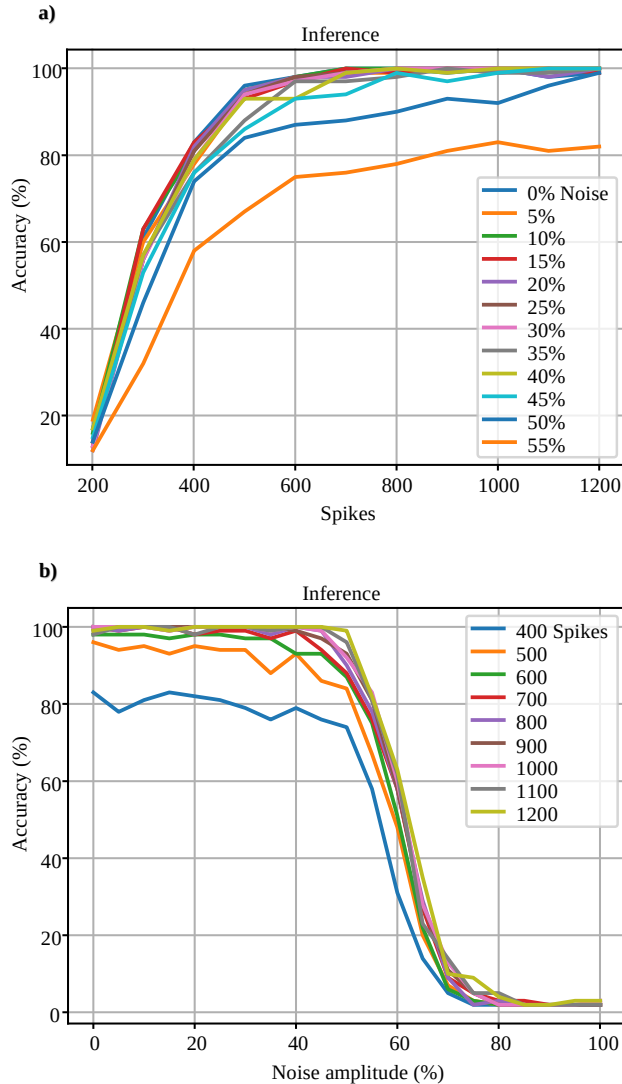 a)
Inference
Accuracy (%)
100
80
60
40
20
0% Noise
5%
10%
15%
20%
25%
30%
35%
40%
45%
50%
55%
200 400 600 800 1000 1200
Spikes
b)
Inference
Accuracy (%)
100
80
60
40
20
0
400 Spikes
500
600
700
800
900
1000
1100
1200
0 20 40 60 80 100
Noise amplitude (%)